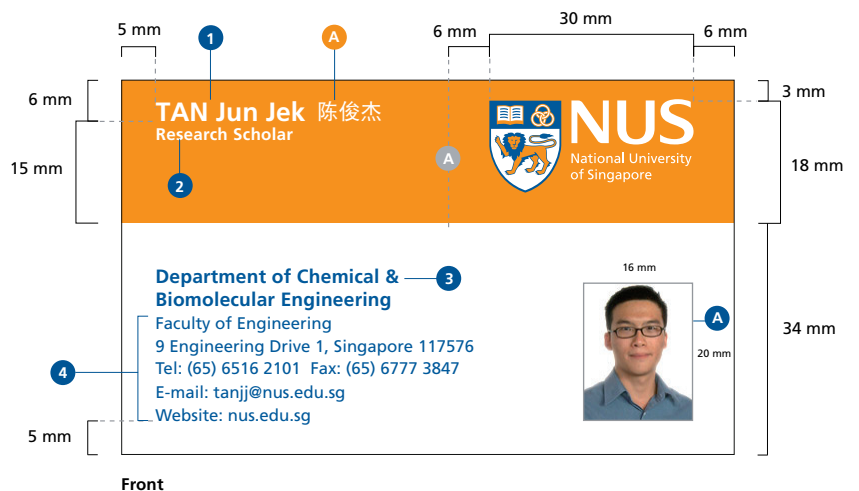 5 mm
6 mm
30 mm
6 mm
1
A
6 mm
TAN Jun Jek 陈俊杰
Research Scholar
15 mm
2
A
NUS
National University
of Singapore
3 mm
18 mm
Department of Chemical &
Biomolecular Engineering
3
Faculty of Engineering
9 Engineering Drive 1, Singapore 117576
Tel: (65) 6516 2101 Fax: (65) 6777 3847
E-mail: tanjj@nus.edu.sg
Website: nus.edu.sg
4
5 mm
16 mm
A
20 mm
34 mm
Front